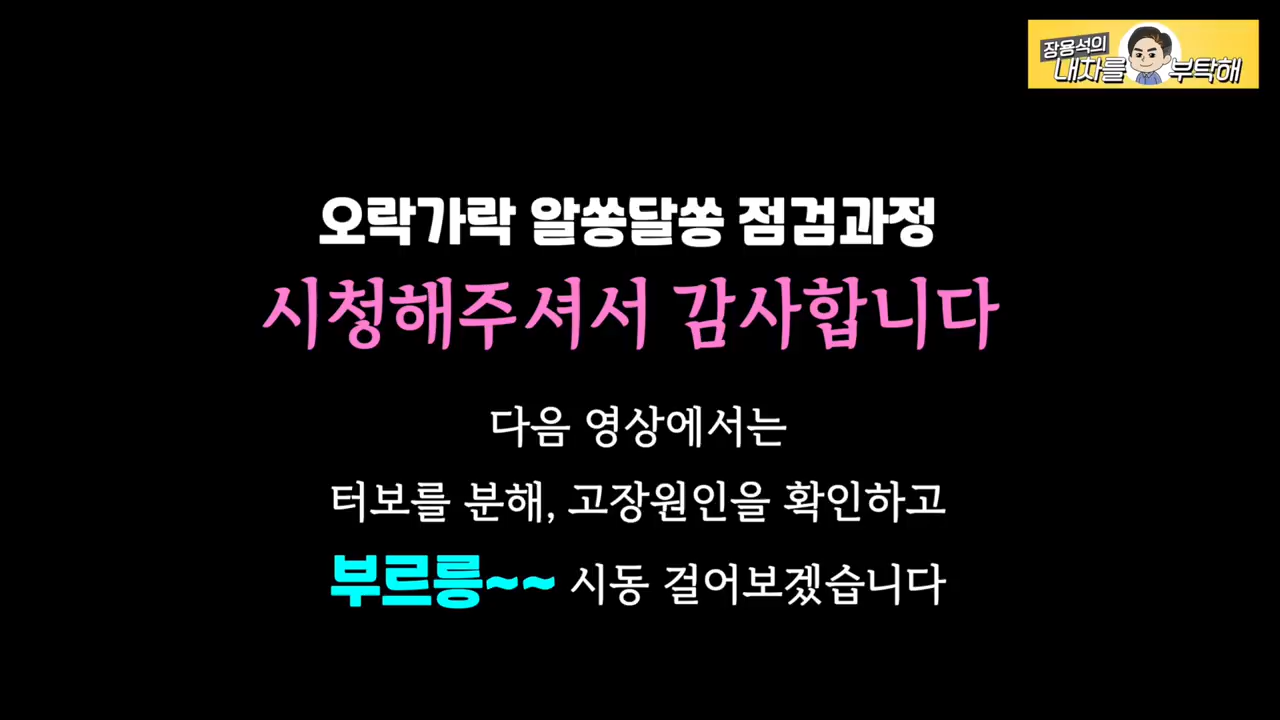 장용석의
내차를 부탁해
오락가락 알쏭달쏭 점검과정
시청해주셔서 감사합니다
다음 영상에서는
터보를 분해, 고장원인을 확인하고
부르릉~~ 시동 걸어보겠습니다